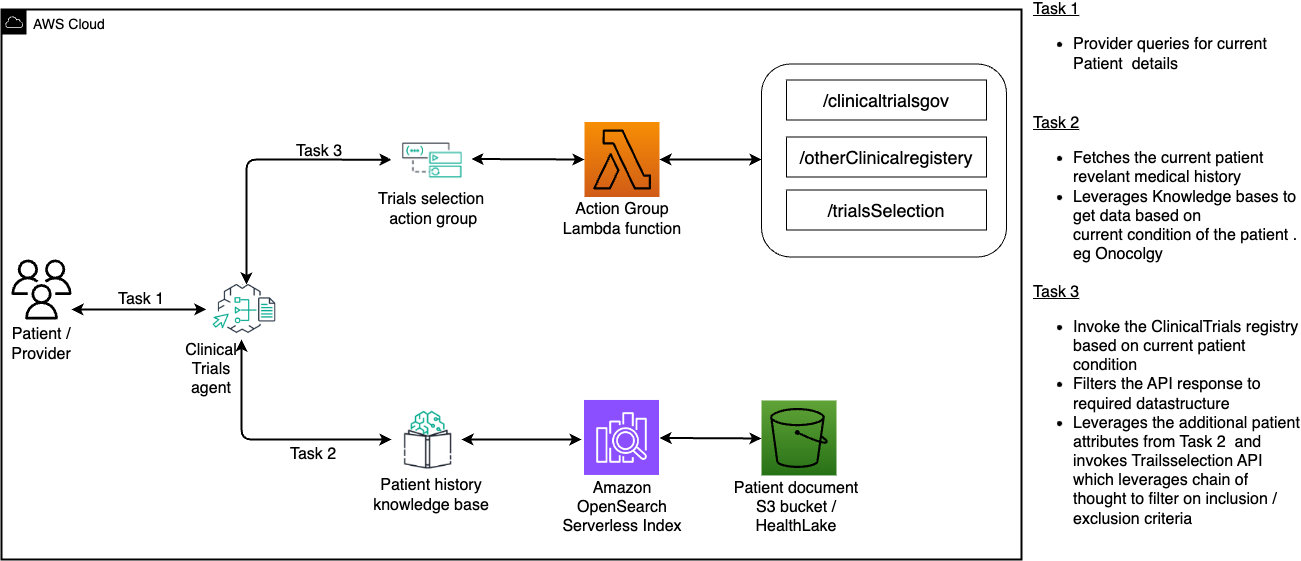 AWS Cloud
Task 3
Trials selection
action group
Action Group
Lambda function
/clinicaltrialsgov
/otherClinicalregistery
/trialsSelection
Patient /
Provider
Task 1
Clinical
Trials
agent
Task 2
Patient history
knowledge base
Amazon
OpenSearch
Serverless Index
Patient document
S3 bucket /
HealthLake
Task 1
• Provider queries for current
Patient details
Task 2
• Fetches the current patient
revelant medical history
• Leverages Knowledge bases to
get data based on
current condition of the patient .
eg Onocolgy
Task 3
• Invoke the ClinicalTrials registry
based on current patient
condition
• Filters the API response to
required datastructure
• Leverages the additional patient
attributes from Task 2 and
invokes Trailsselection API
which leverages chain of
thought to filter on inclusion /
exclusion criteria